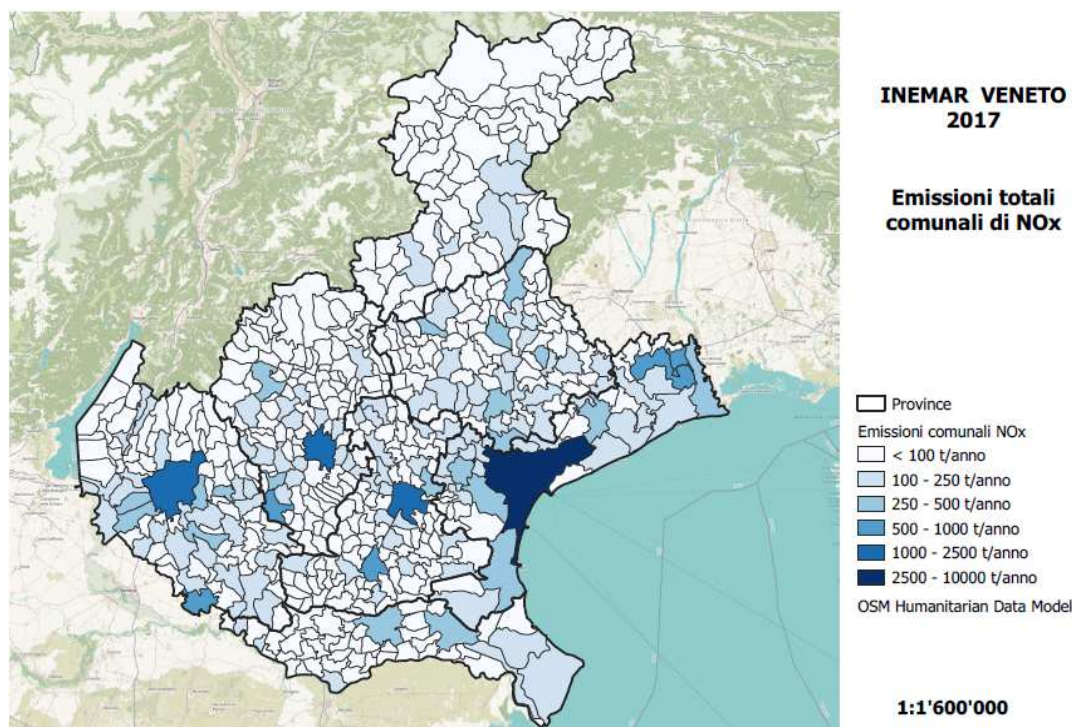 INEMAR VENETO
2017
Emissioni totali
comunali di NOx
Province
Emissioni comunali NOx
< 100 t/anno
100 - 250 t/anno
250 - 500 t/anno
500 - 1000 t/anno
1000 - 2500 t/anno
2500 - 10000 t/anno
OSM Humanitarian Data Model
1:1'600'000